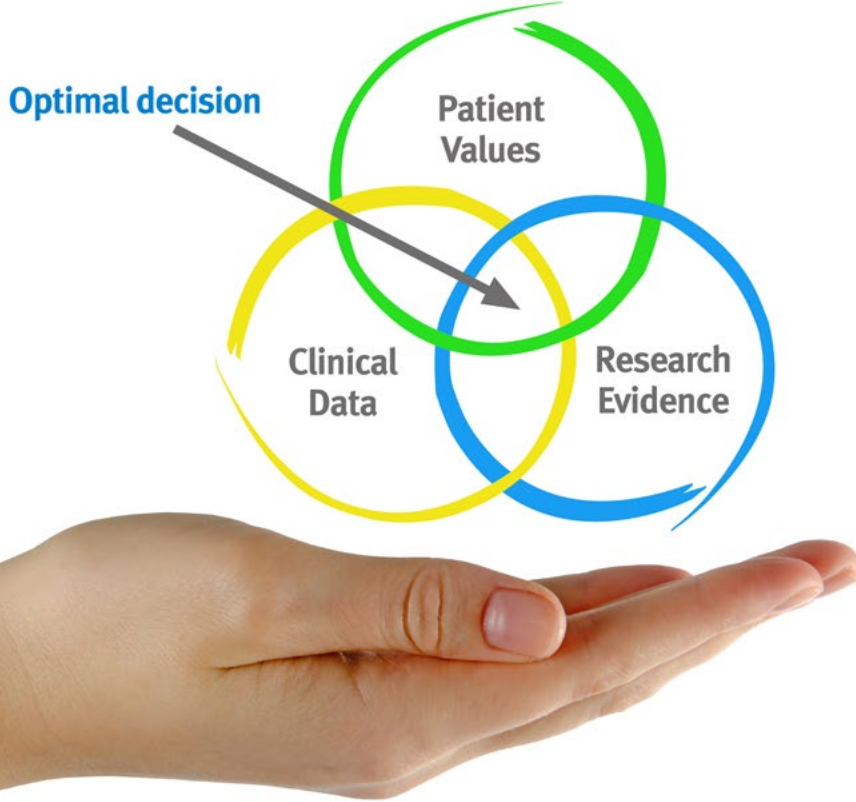 Optimal decision
Patient
Values
Clinical
Data
Research
Evidence